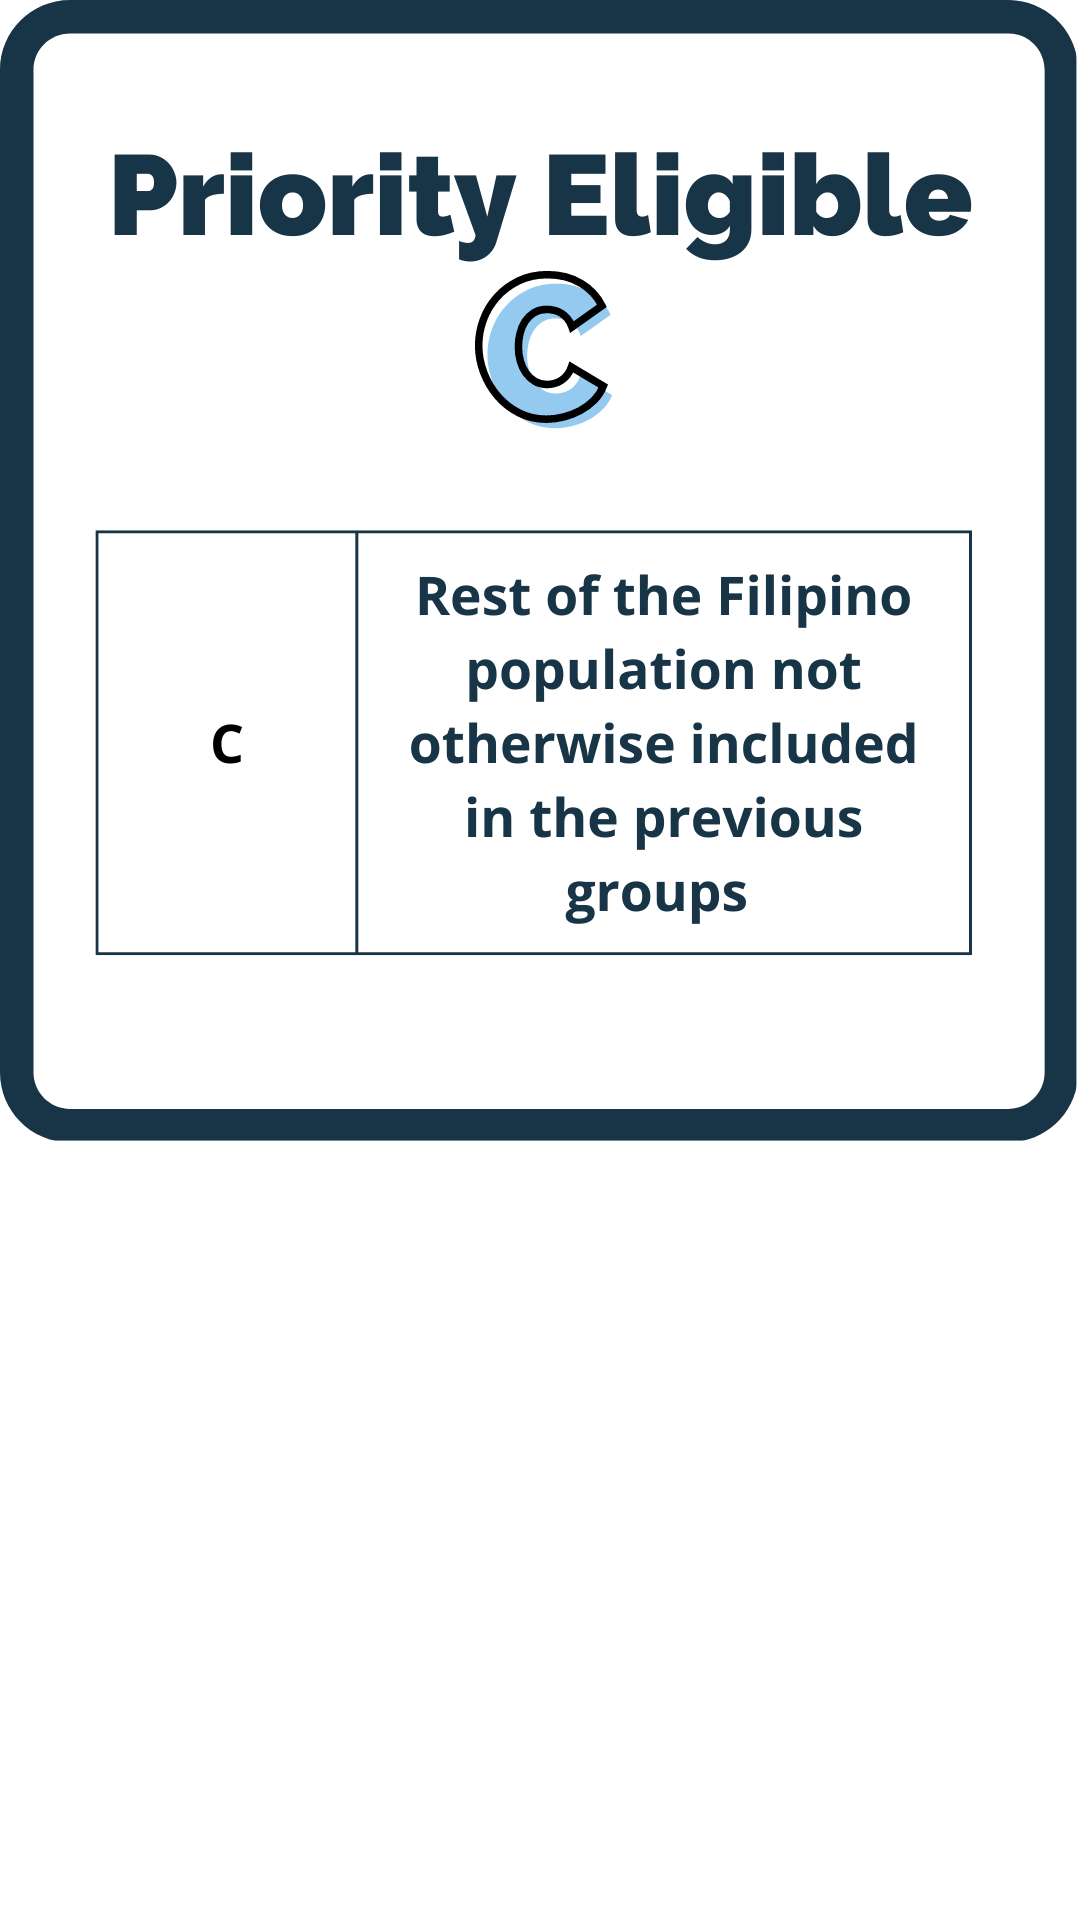 Priority Eligible
C
C
Rest of the Filipino
population not
otherwise included
in the previous
groups